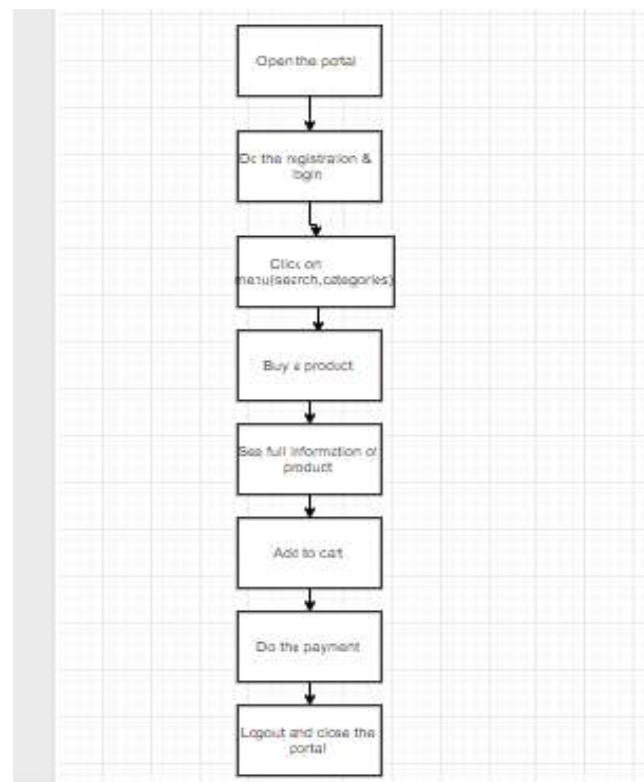 Open the portal
Do the registration &
login
Click on
menu(search,categories)
Buy a product
See full information of
product
Add to cart
Do the payment
Logout and close the
portal